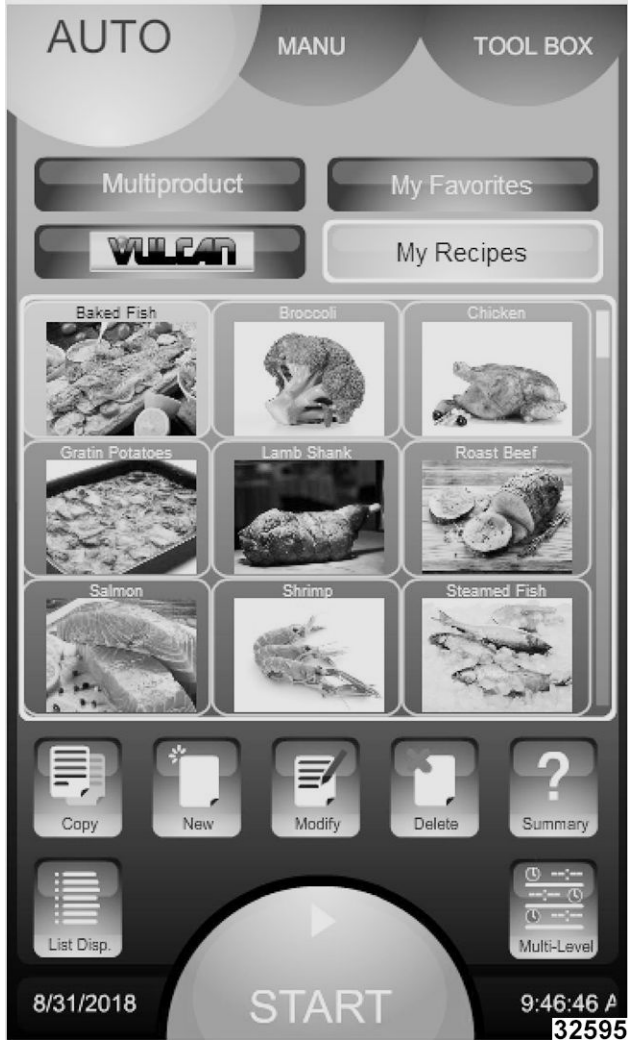 AUTO
MANU
TOOL BOX
Multiproduct
My Favorites
VULCAN
My Recipes
Baked Fish
Broccoli
Chicken
Gratin Potatoes
Lamb Shank
Roast Beef
Salmon
Shrimp
Steamed Fish
Copy
New
Modify
Delete
? Summary
--:--
--:--
--:--
List Disp.
Multi-Level
START
8/31/2018
9:46:46 A
32595